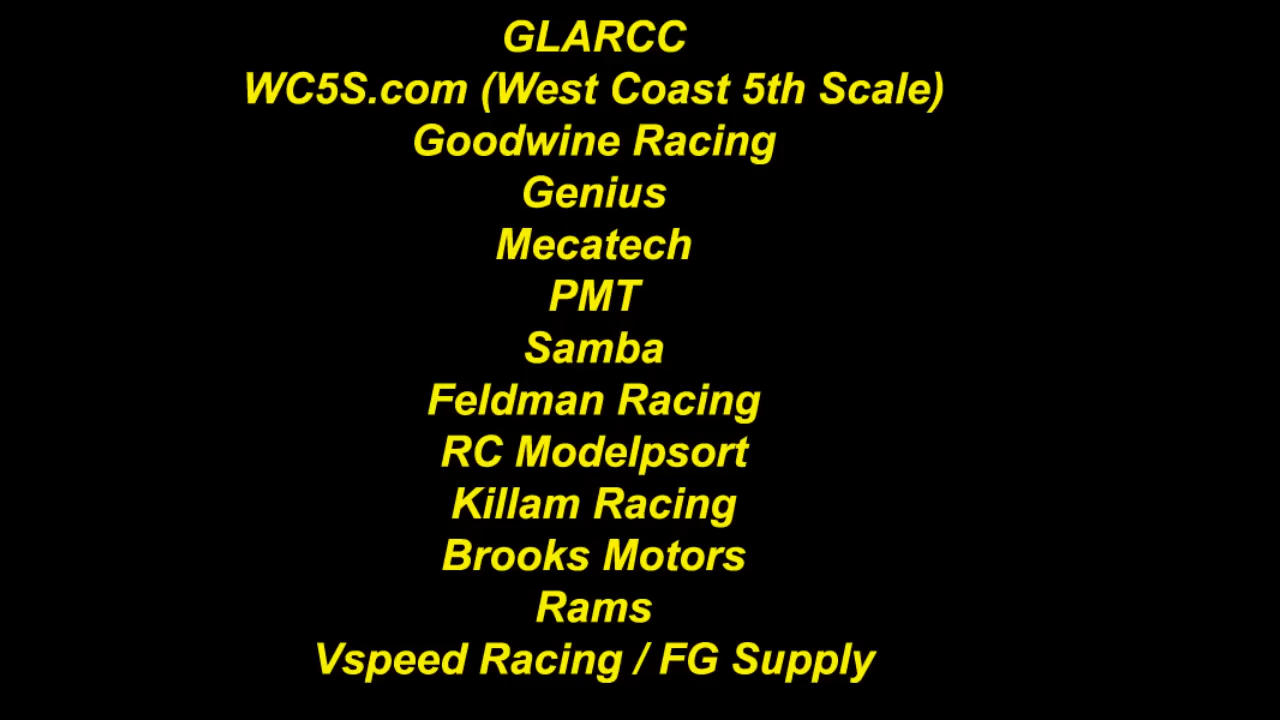 GLARCC
WC5S.com (West Coast 5th Scale)
Goodwine Racing
Genius
Mecatech
PMT
Samba
Feldman Racing
RC Modelpsort
Killam Racing
Brooks Motors
Rams
Vspeed Racing / FG Supply